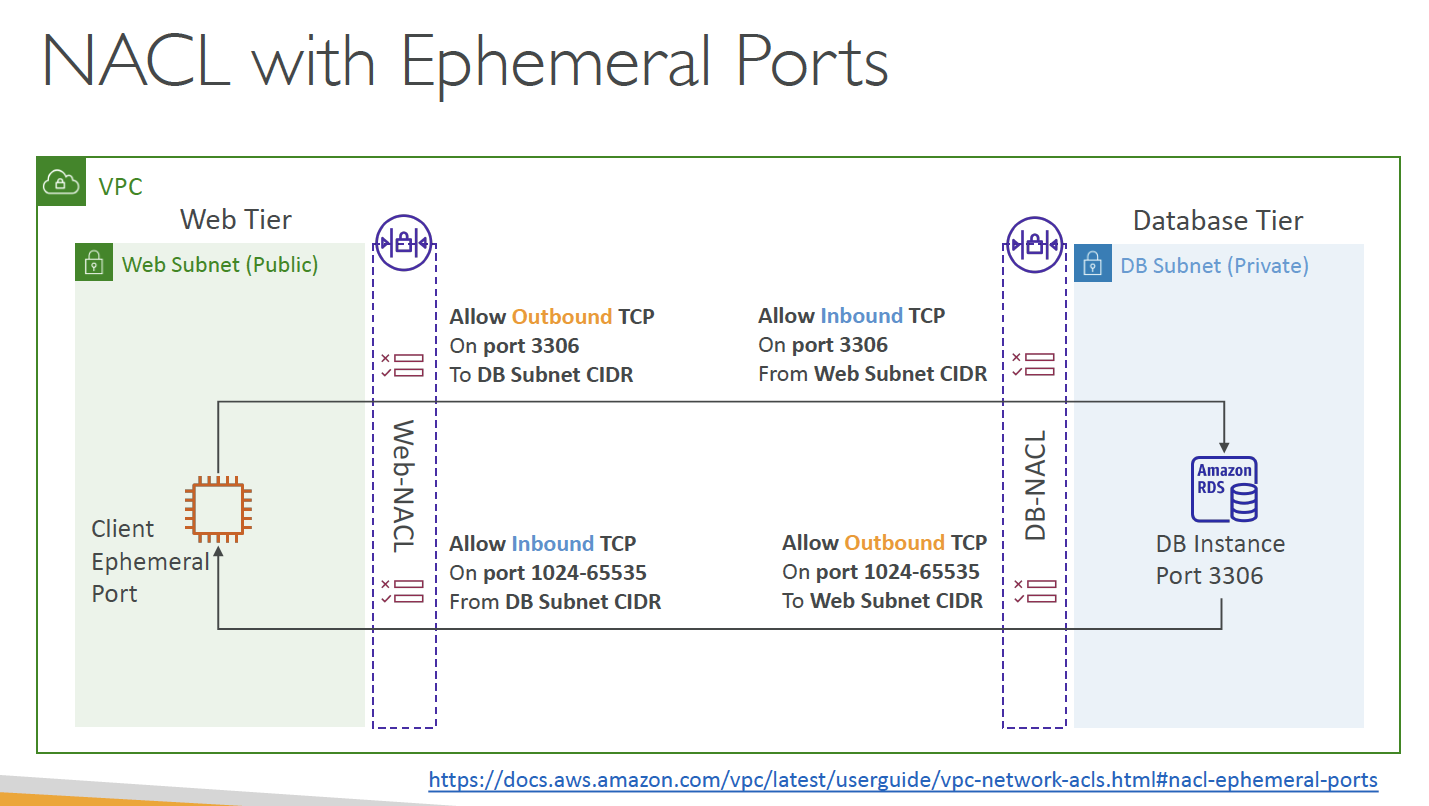 NACL with Ephemeral Ports
VPC
Web Tier
Database Tier
Web Subnet (Public)
DB Subnet (Private)
Allow Outbound TCP
On port 3306
To DB Subnet CIDR
Allow Inbound TCP
On port 3306
From Web Subnet CIDR
Web-NACL
DB-NACL
Amazon
RDS
Client
Ephemeral
Port
Allow Inbound TCP
On port 1024-65535
From DB Subnet CIDR
Allow Outbound TCP
On port 1024-65535
To Web Subnet CIDR
DB Instance
Port 3306
https://docs.aws.amazon.com/vpc/latest/userguide/vpc-network-acls.html#nacl-ephemeral-ports